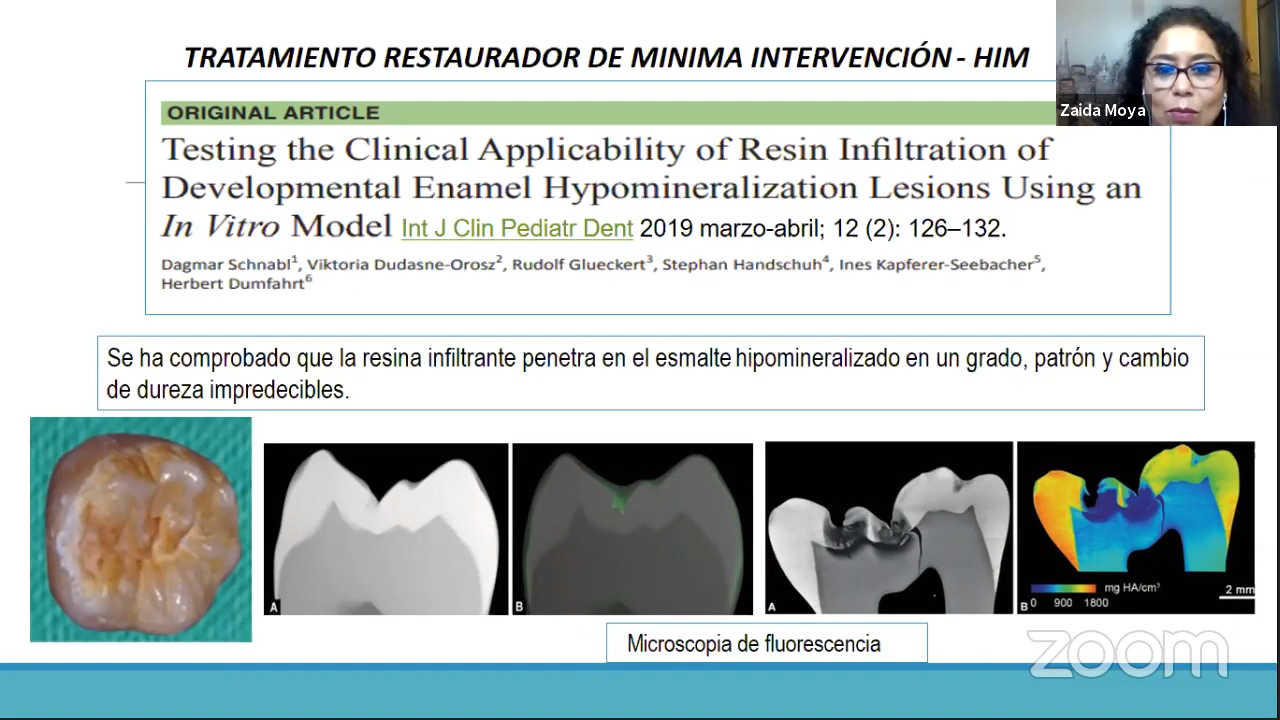 TRATAMIENTO RESTAURADOR DE MINIMA INTERVENCIÓN - HIM
Zaida Moya
ORIGINAL ARTICLE
Testing the Clinical Applicability of Resin Infiltration of
Developmental Enamel Hypomineralization Lesions Using an
In Vitro Model Int J Clin Pediatr Dent 2019 marzo-abril; 12 (2): 126–132.
Dagmar Schnabl1, Viktoria Dudasne-Orosz2, Rudolf Glueckert3, Stephan Handschuh4, Ines Kapferer-Seebacher5,
Herbert Dumfahrt6
Se ha comprobado que la resina infiltrante penetra en el esmalte hipomineralizado en un grado, patrón y cambio
de dureza impredecibles.
A
B
A
mg HA/cm³
2 mm
B 0 900 1800
Microscopia de fluorescencia
zoom